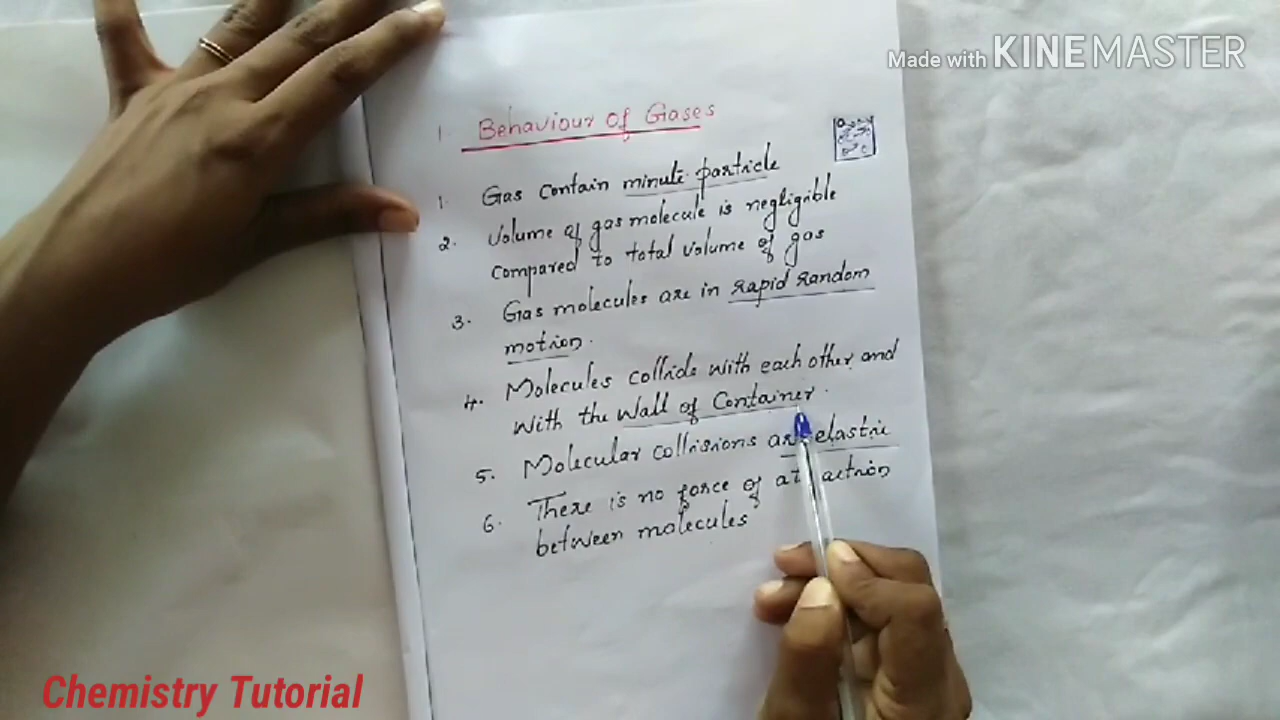 Made with KINEMASTER
1. Behaviour Of Gases
1. Gas contain minute particle
2. Volume of gas molecule is negligible
compared to total volume of gas
3. Gas molecules are in rapid random
motion.
4. Molecules collide with each other and
with the wall of Container.
5. Molecular collisions are elastic
6. There is no force of attraction
between molecules
Chemistry Tutorial